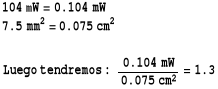 104 mW = 0.104 mW
7.5 mm² = 0.075 cm²
Luego tendremos : 0.104 mW / 0.075 cm² = 1.3